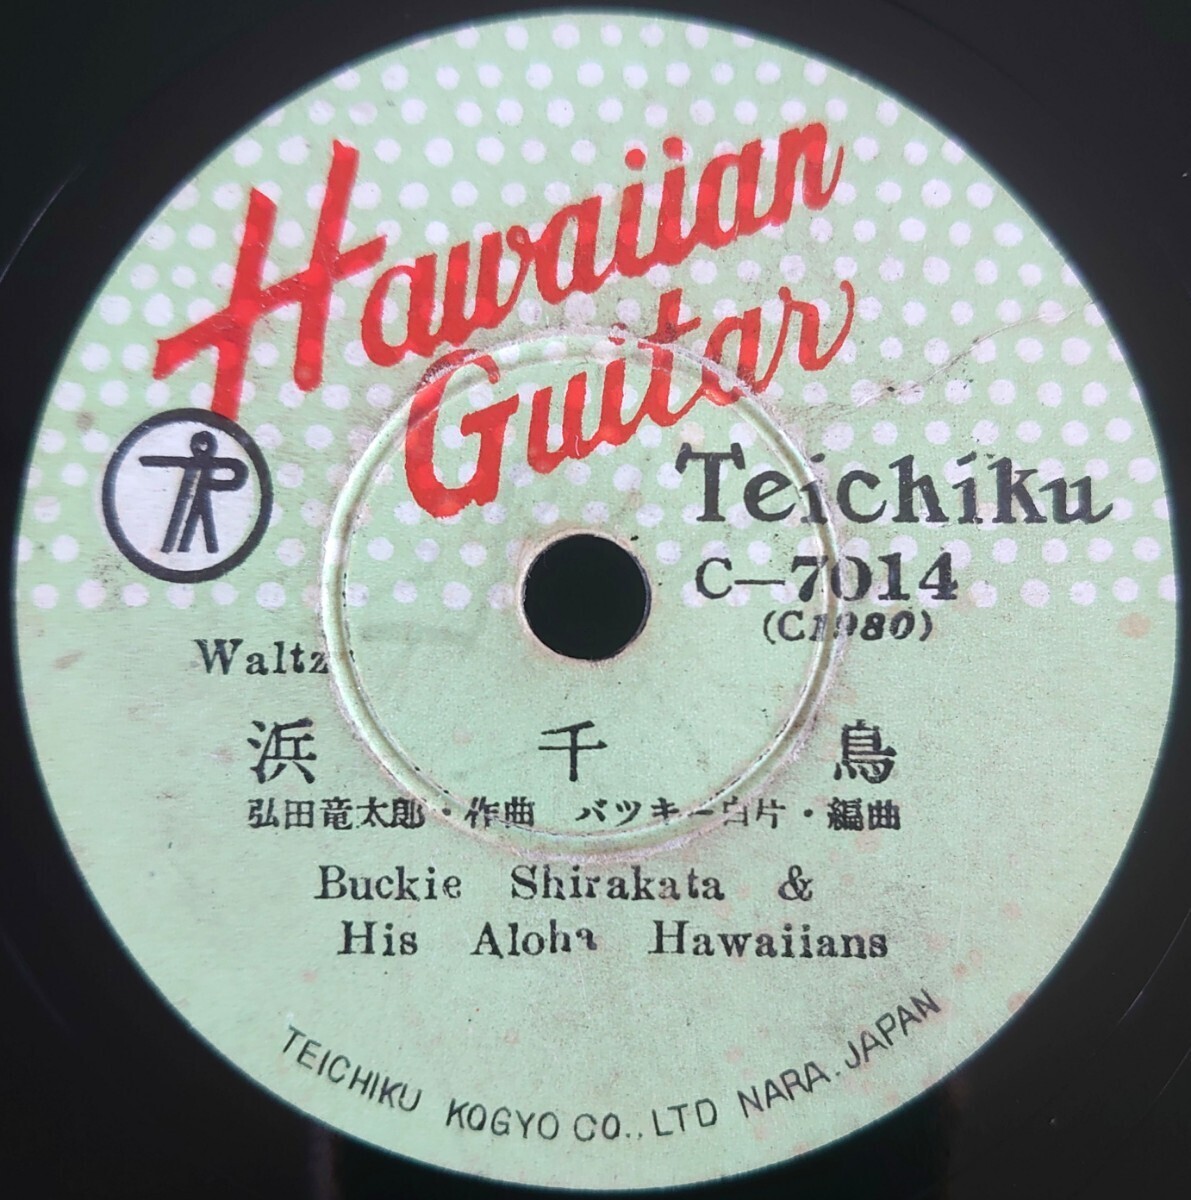 Hawaiian
Guitar
Teichiku
C-7014
(C1980)
Waltz
浜千鳥
弘田竜太郎・作曲 バツキー白片・編曲
Buckie Shirakata &
His Aloha Hawaiians
TEICHIKU KOGYO CO., LTD NARA. JAPAN